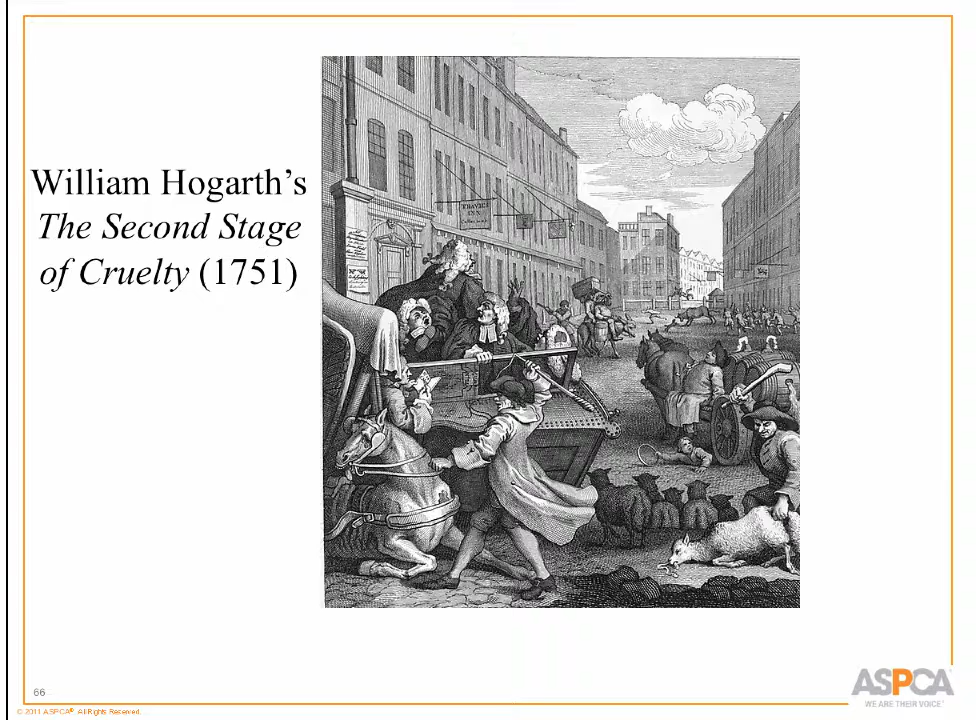 William Hogarth’s
The Second Stage
of Cruelty (1751)
INN
66
© 2011 ASPCA®. All Rights Reserved.
ASPCA
WE ARE THEIR VOICE®